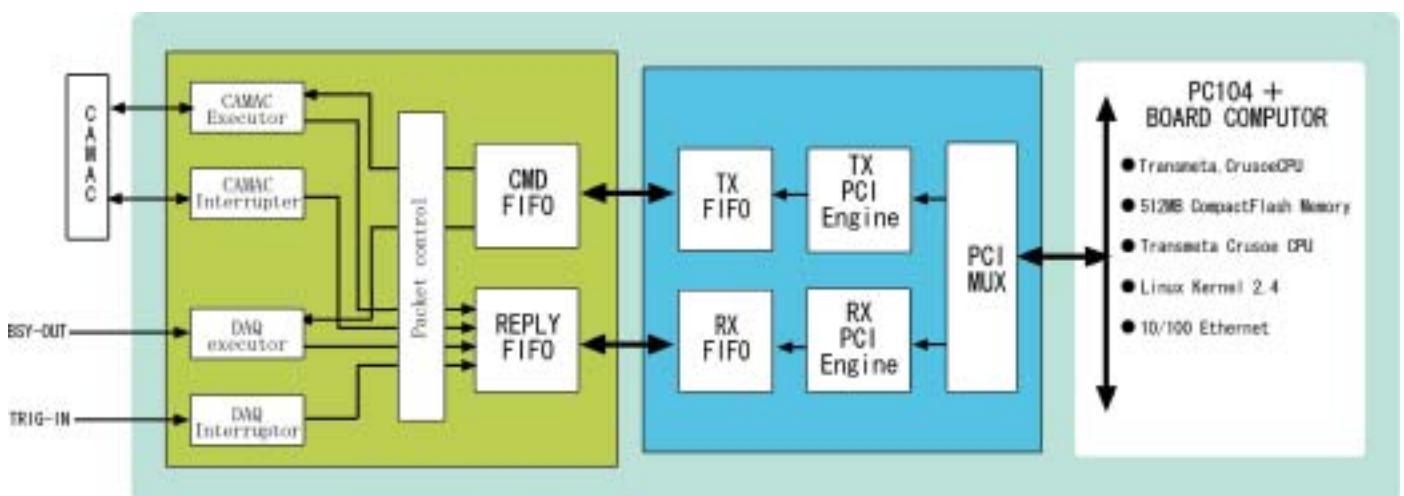 CAMAC
CAMAC
Executor
CAMAC
Interrupter
BSY-OUT
DAQ
executor
TRIG-IN
DAQ
Interruptor
Packet control
CMD
FIFO
REPLY
FIFO
TX
FIFO
TX
PCI
Engine
RX
FIFO
RX
PCI
Engine
PCI
MUX
PC104 +
BOARD COMPUTOR
● Transmeta.CrusoeCPU
● 512MB CompactFlash Memory
● Transmeta Crusoe CPU
● Linux Kernel 2.4
● 10/100 Ethernet